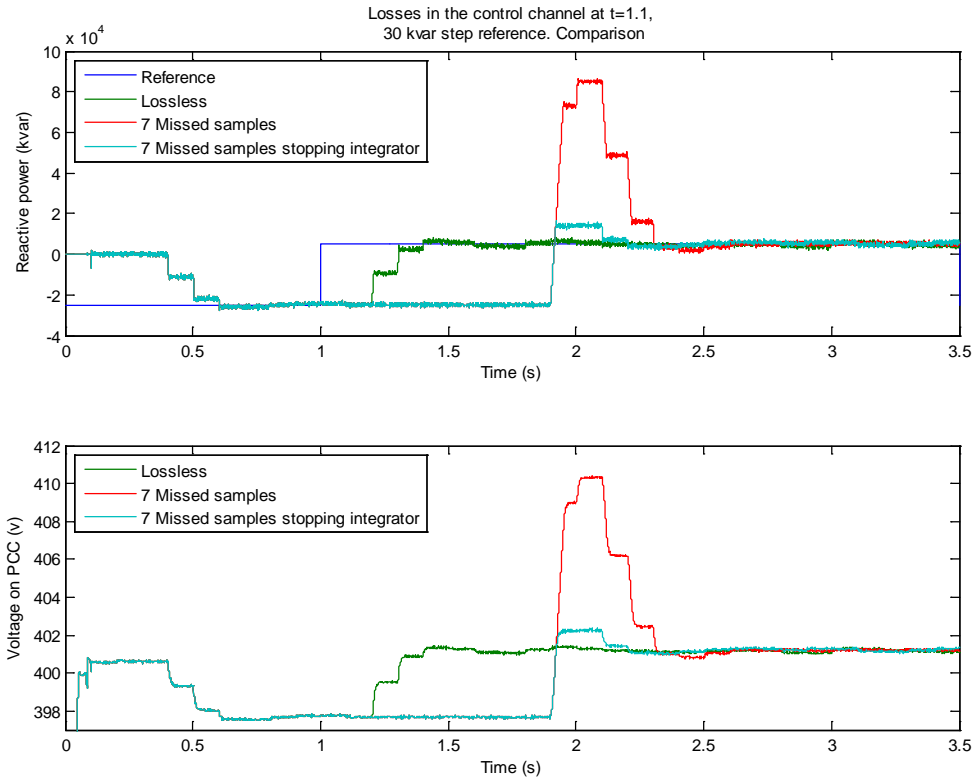 Losses in the control channel at t=1.1,
30 kvar step reference. Comparison
x 10^4
10
8
6
4
2
0
-2
-4
Reactive power (kvar)
Reference
Lossless
7 Missed samples
7 Missed samples stopping integrator
0 0.5 1 1.5 2 2.5 3 3.5
Time (s)
412
410
408
406
404
402
400
398
Voltage on PCC (v)
Lossless
7 Missed samples
7 Missed samples stopping integrator
0 0.5 1 1.5 2 2.5 3 3.5
Time (s)